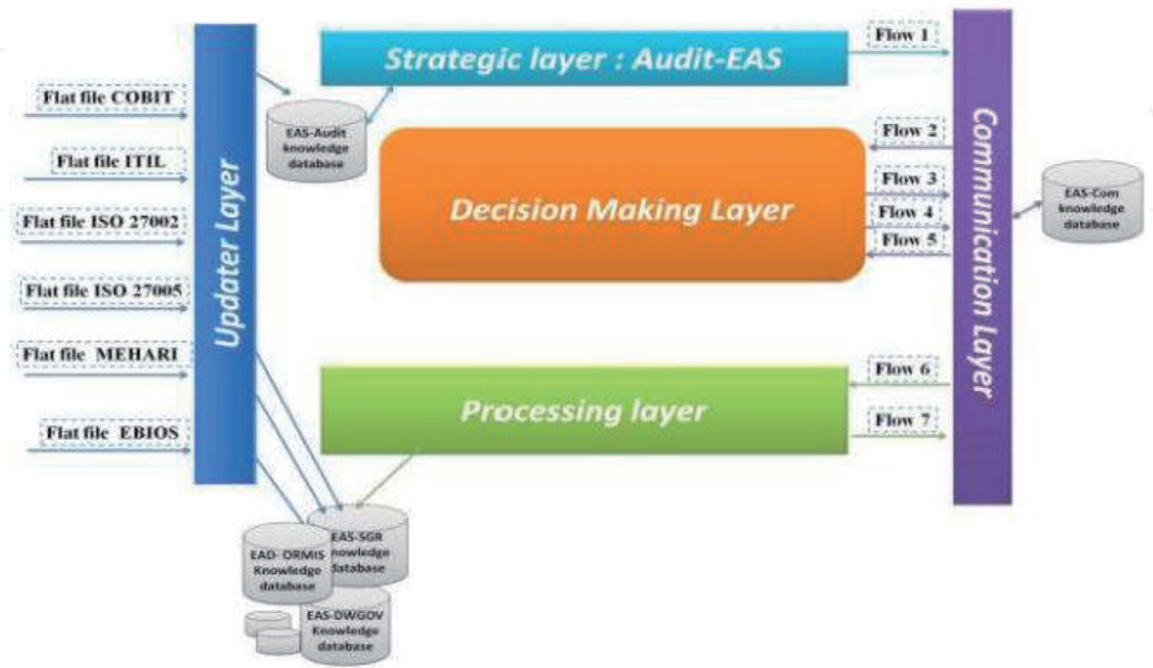 Flat file COBIT
Flat file ITIL
Flat file ISO 27002
Flat file ISO 27005
Flat file MEHARI
Flat file EBIOS
Updater Layer
EAS-Audit
knowledge
database
Strategic layer : Audit-EAS
Decision Making Layer
Processing layer
Flow 1
Flow 2
Flow 3
Flow 4
Flow 5
Flow 6
Flow 7
Communication Layer
EAS-Com
knowledge
database
EAS-SGR
knowledge
database
EAD- ORMIS
Knowledge
database
EAS-DWGOV
Knowledge
database